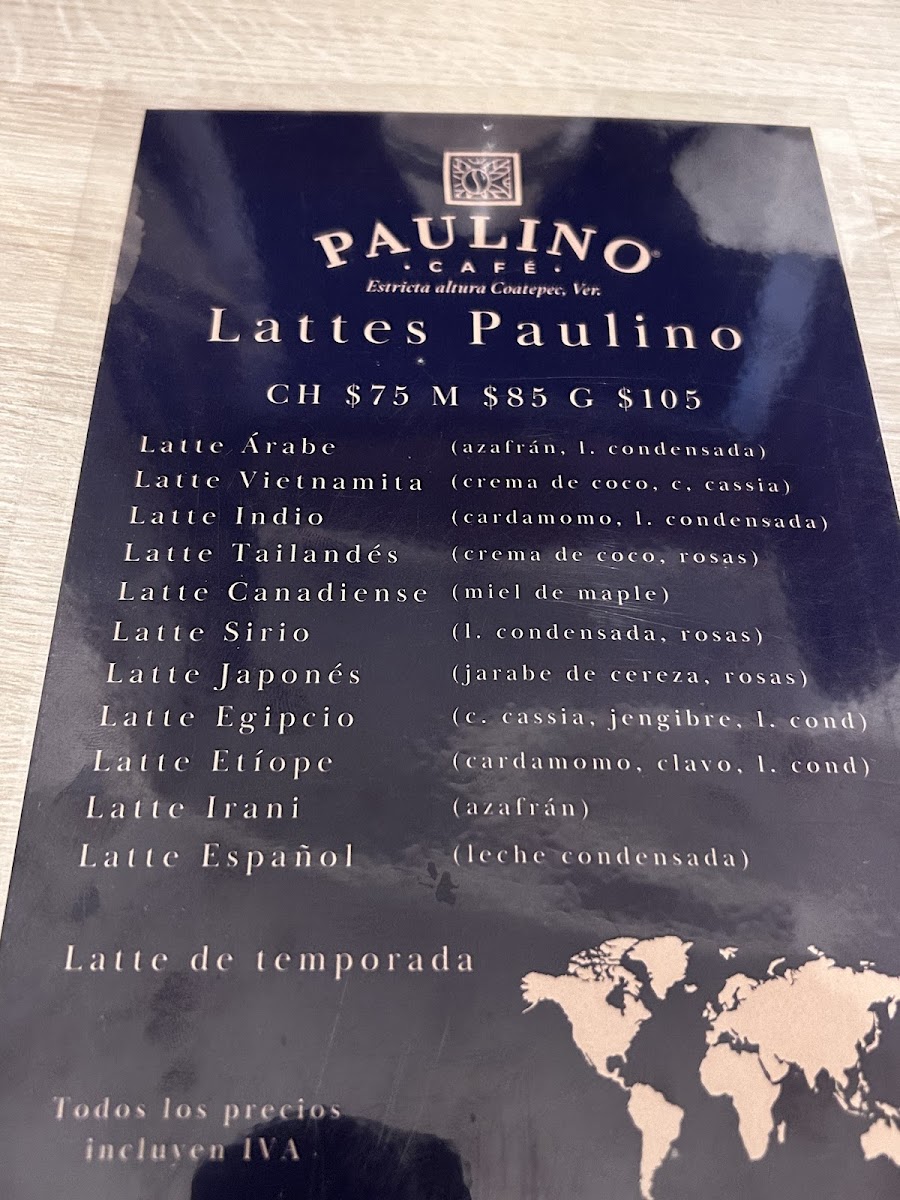 PAULINO®
· CAFÉ ·
Estricta altura Coatepec, Ver.
Lattes Paulino
CH $75 M $85 G $105
Latte Árabe (azafrán, l. condensada)
Latte Vietnamita (crema de coco, c, cassia)
Latte Indio (cardamomo, l. condensada)
Latte Tailandés (crema de coco, rosas)
Latte Canadiense (miel de maple)
Latte Sirio (l. condensada, rosas)
Latte Japonés (jarabe de cereza, rosas)
Latte Egipcio (c. cassia, jengibre, l. cond)
Latte Etíope (cardamomo, clavo, l. cond)
Latte Irani (azafrán)
Latte Español (leche condensada)
Latte de temporada
Todos los precios
incluyen IVA